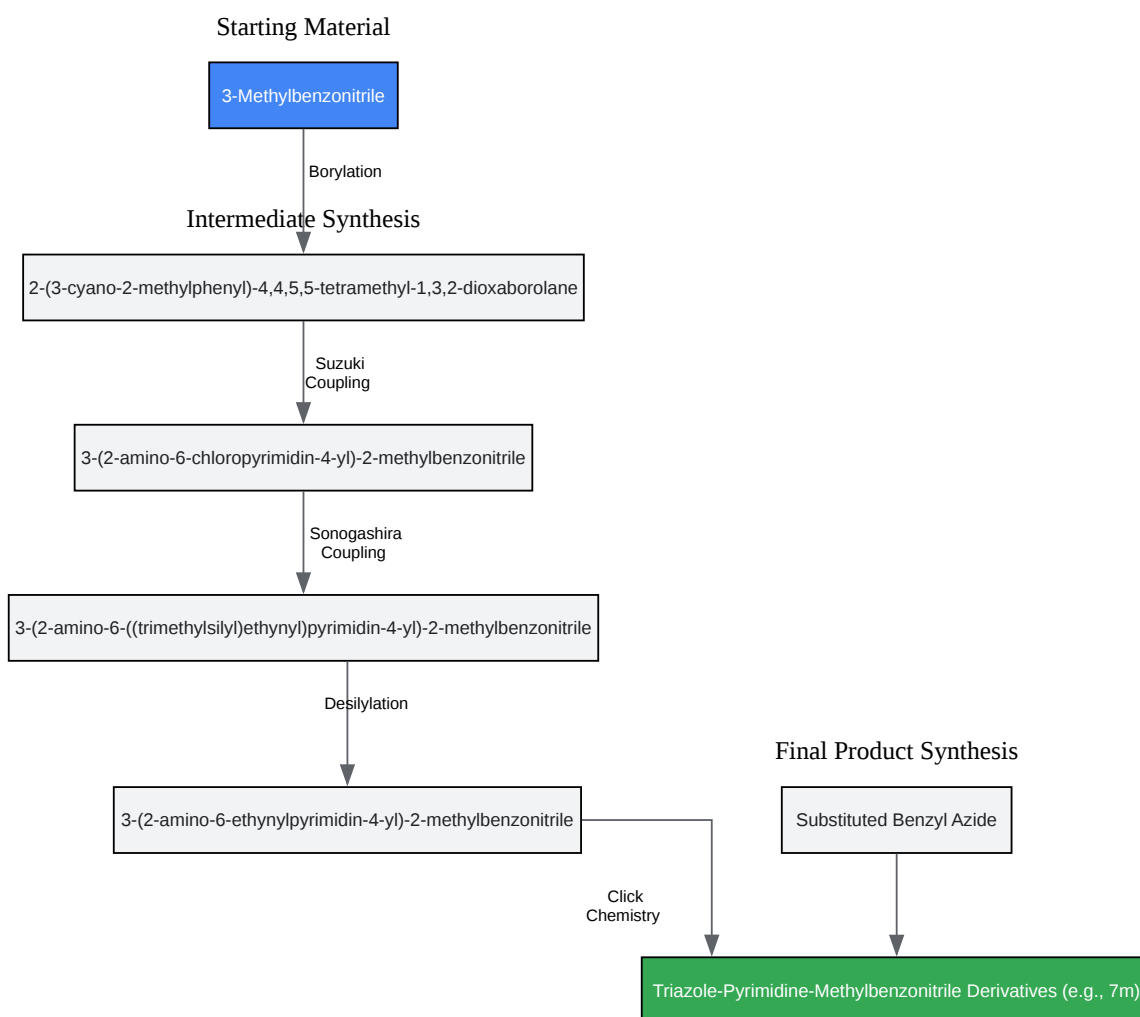 Starting Material
3-Methylbenzonitrile
Borylation
Intermediate Synthesis
2-(3-cyano-2-methylphenyl)-4,4,5,5-tetramethyl-1,3,2-dioxaborolane
Suzuki
Coupling
3-(2-amino-6-chloropyrimidin-4-yl)-2-methylbenzonitrile
Sonogashira
Coupling
3-(2-amino-6-((trimethylsilyl)ethynyl)pyrimidin-4-yl)-2-methylbenzonitrile
Desilylation
Final Product Synthesis
3-(2-amino-6-ethynylpyrimidin-4-yl)-2-methylbenzonitrile
Substituted Benzyl Azide
Click
Chemistry
Triazole-Pyrimidine-Methylbenzonitrile Derivatives (e.g., 7m)